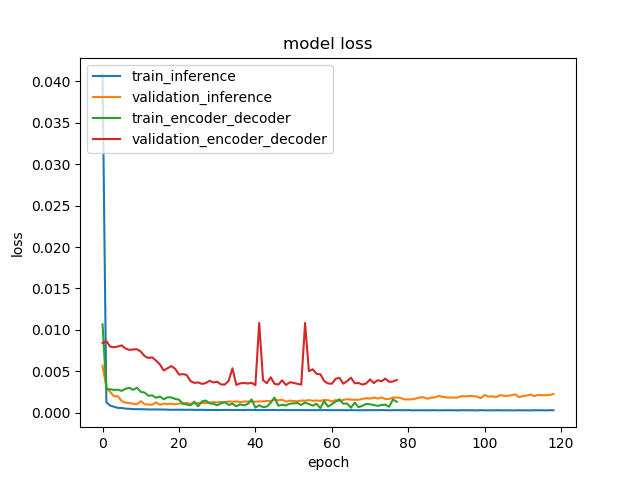 model loss
train_inference
validation_inference
train_encoder_decoder
validation_encoder_decoder
0.040
0.035
0.030
0.025
0.020
0.015
0.010
0.005
0.000
loss
0 20 40 60 80 100 120
epoch